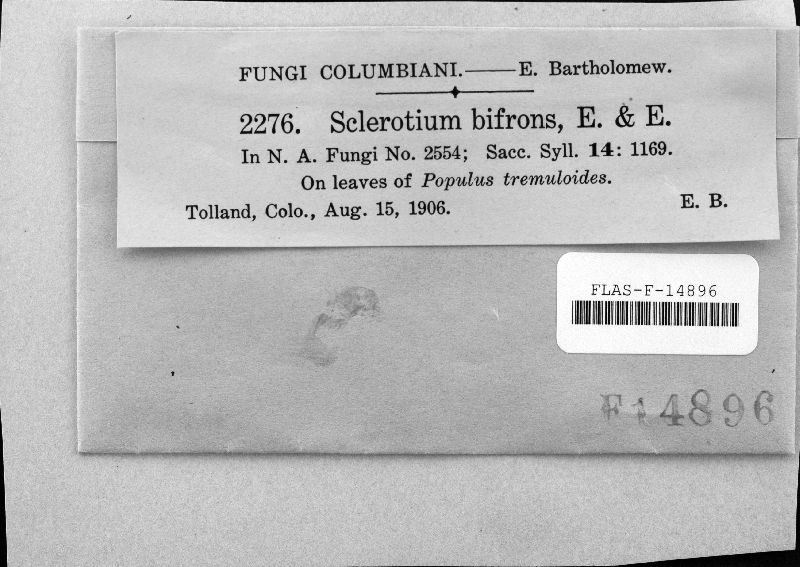 FUNGI COLUMBIANI.——E. Bartholomew.
2276. Sclerotium bifrons, E. & E.
In N. A. Fungi No. 2554; Sacc. Syll. 14: 1169.
On leaves of Populus tremuloides.
Tolland, Colo., Aug. 15, 1906.
E. B.
FLAS-F-14896
F14896